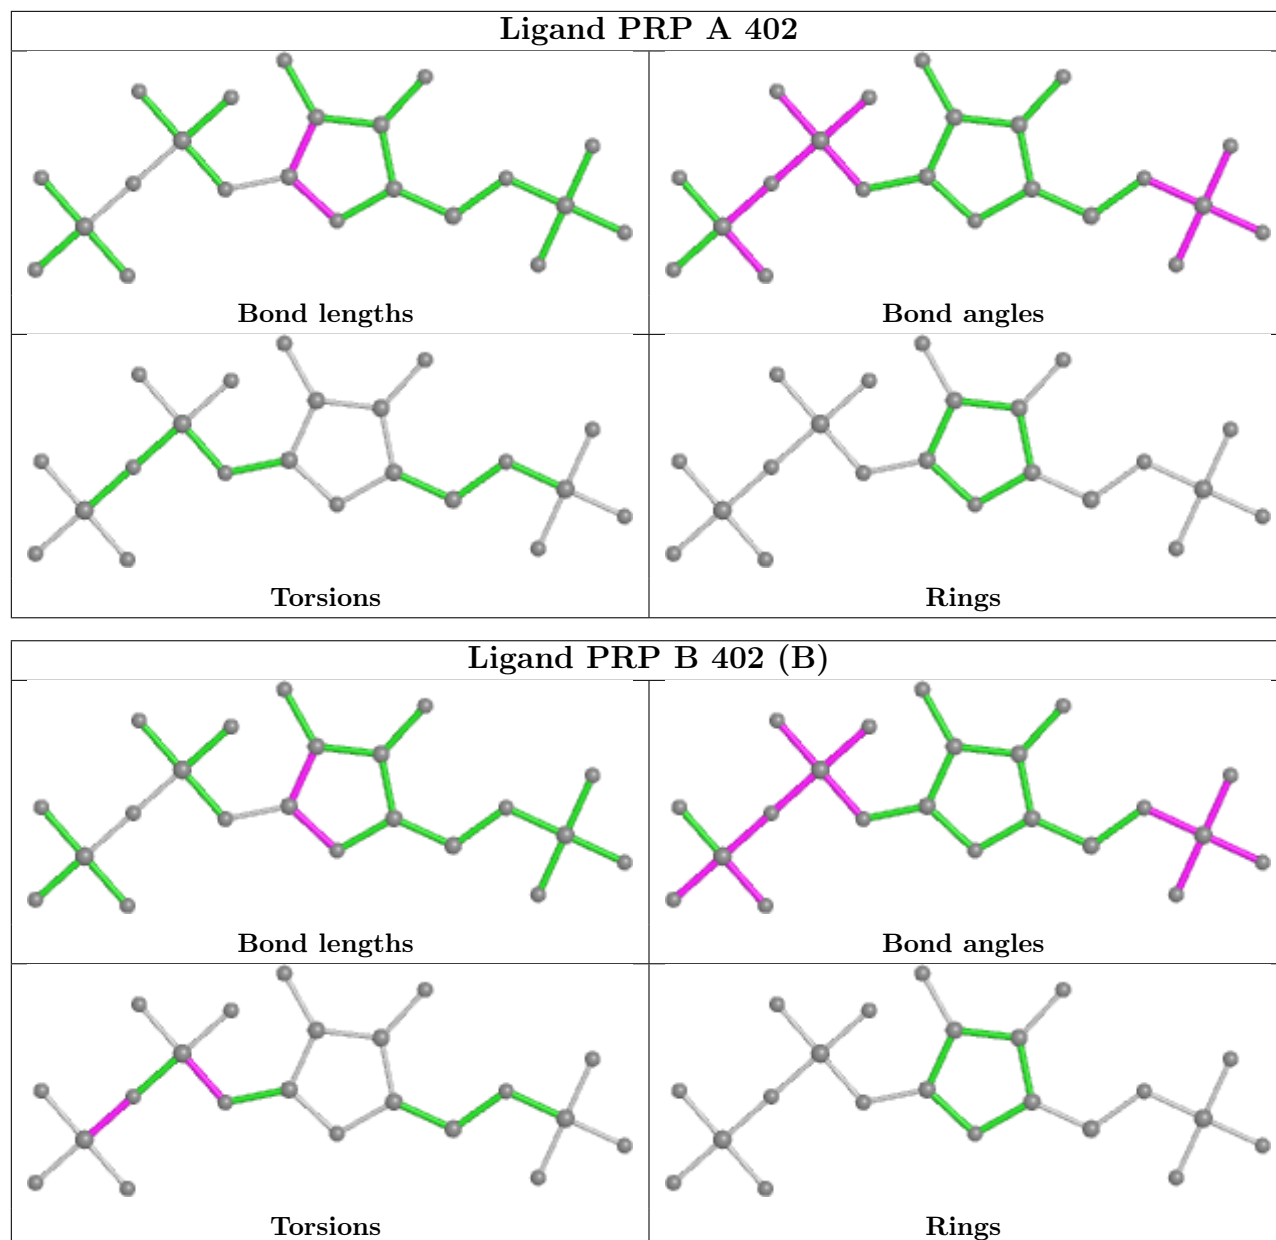 Ligand PRP A 402
Bond lengths
Bond angles
Torsions
Rings
Ligand PRP B 402 (B)
Bond lengths
Bond angles
Torsions
Rings